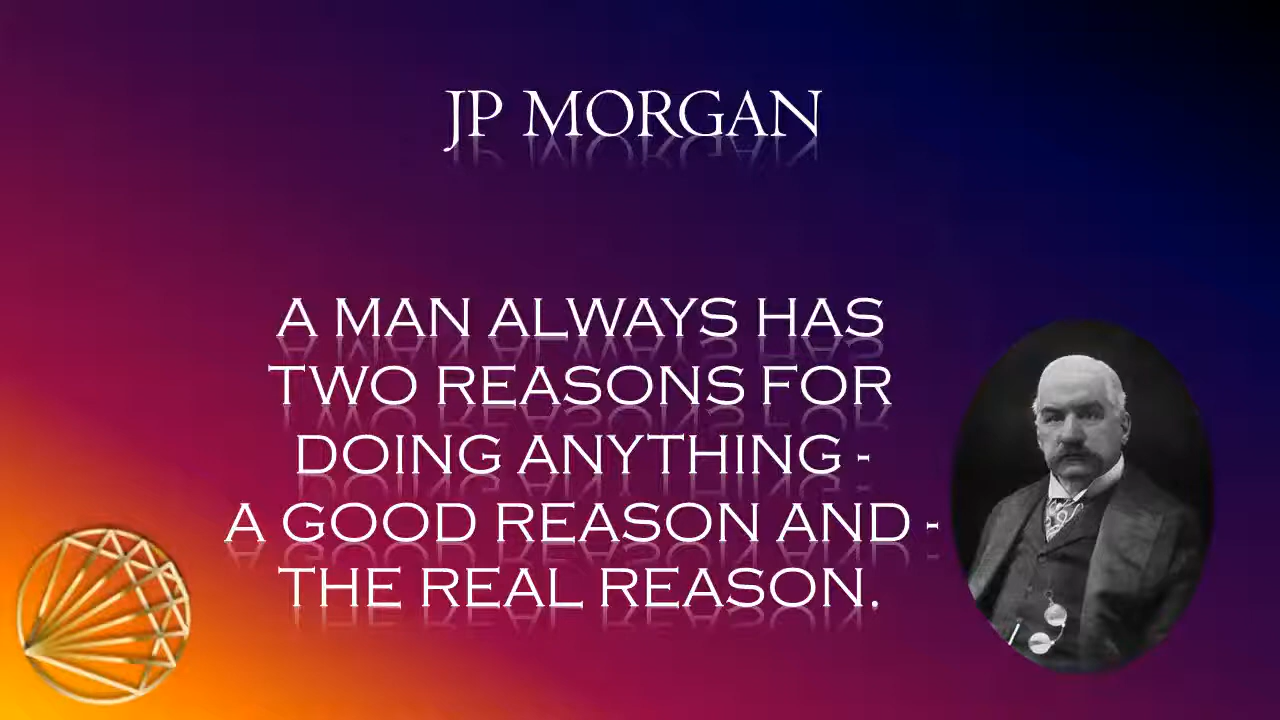 JP MORGAN
A MAN ALWAYS HAS
TWO REASONS FOR
DOING ANYTHING -
A GOOD REASON AND -
THE REAL REASON.